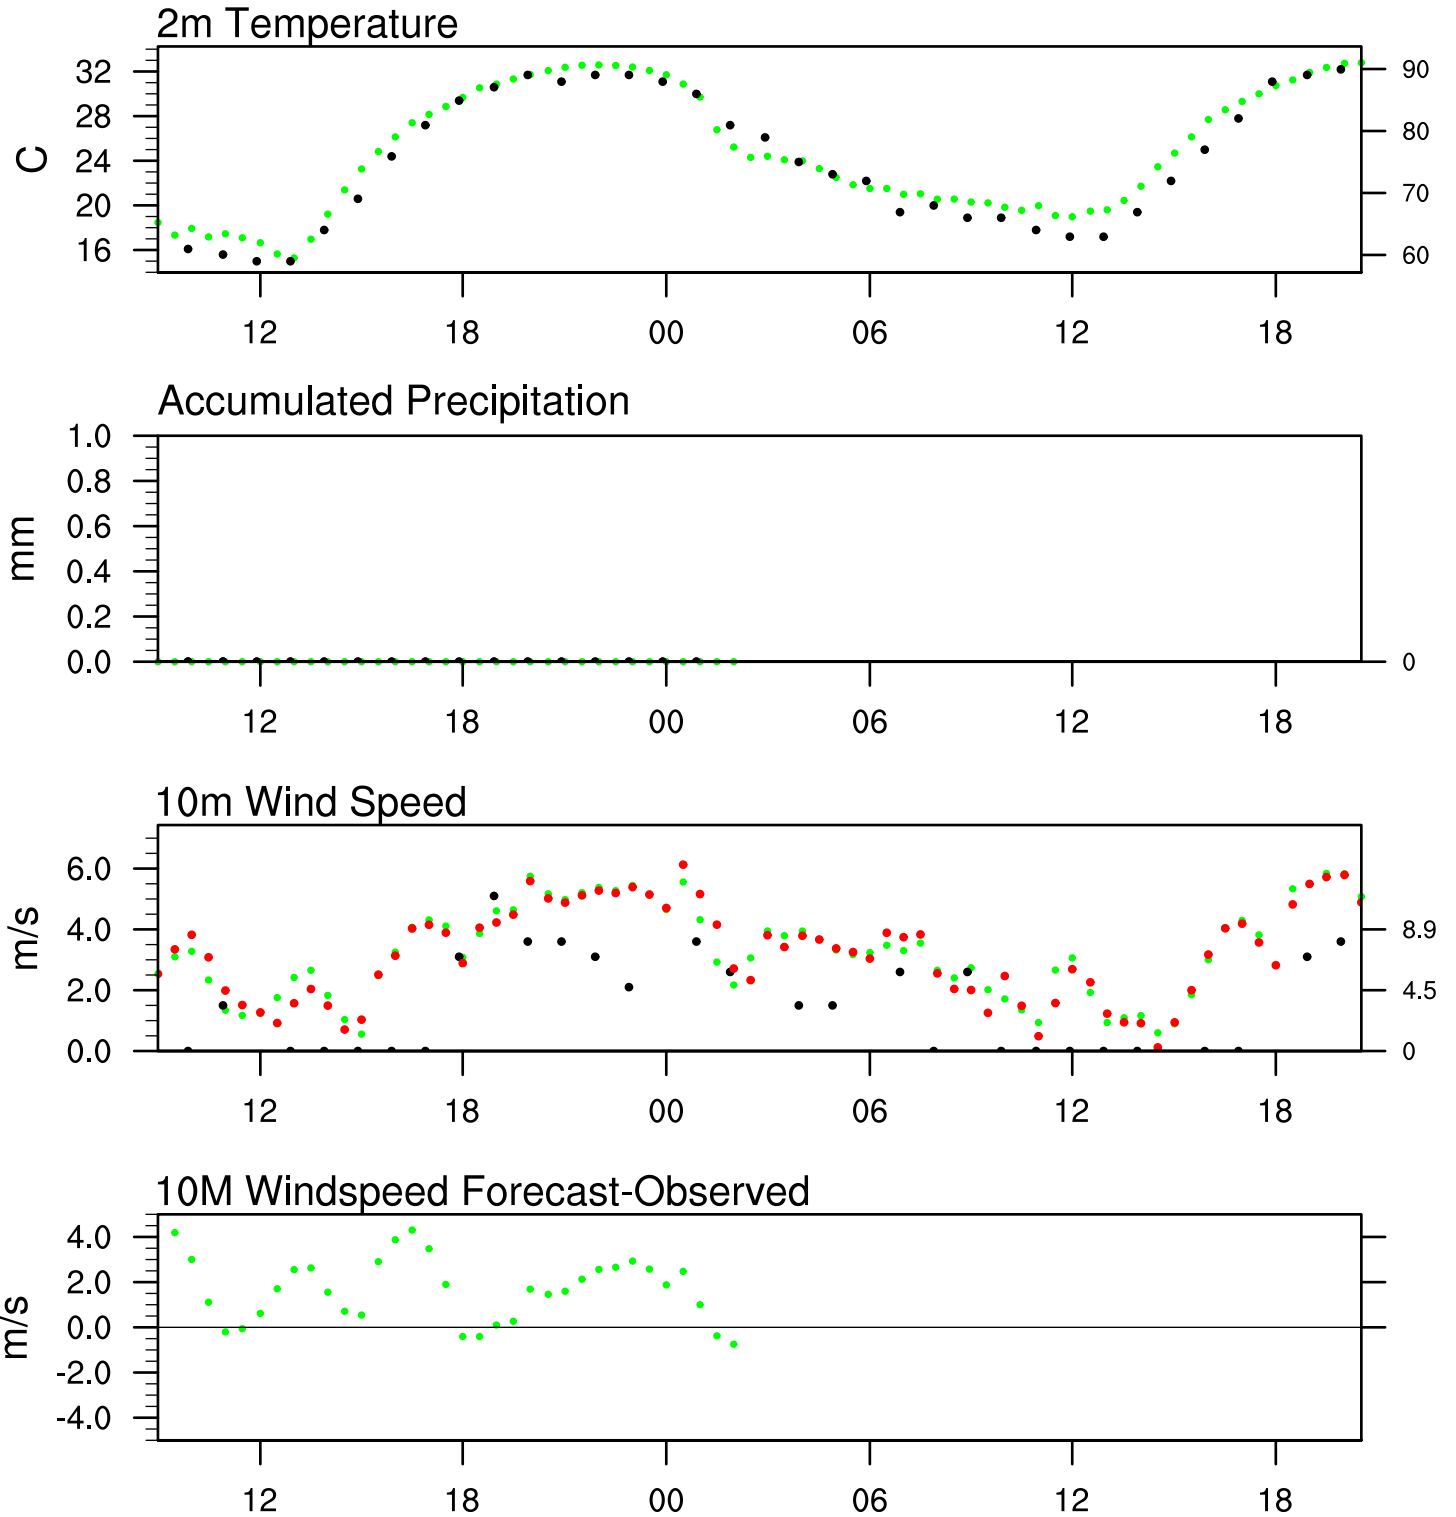 2m Temperature
C
32
28
24
20
16
90
80
70
60
12 18 00 06 12 18
Accumulated Precipitation
mm
1.0
0.8
0.6
0.4
0.2
0.0
0
12 18 00 06 12 18
10m Wind Speed
m/s
6.0
4.0
2.0
0.0
8.9
4.5
0
12 18 00 06 12 18
10M Windspeed Forecast-Observed
m/s
4.0
2.0
0.0
-2.0
-4.0
12 18 00 06 12 18